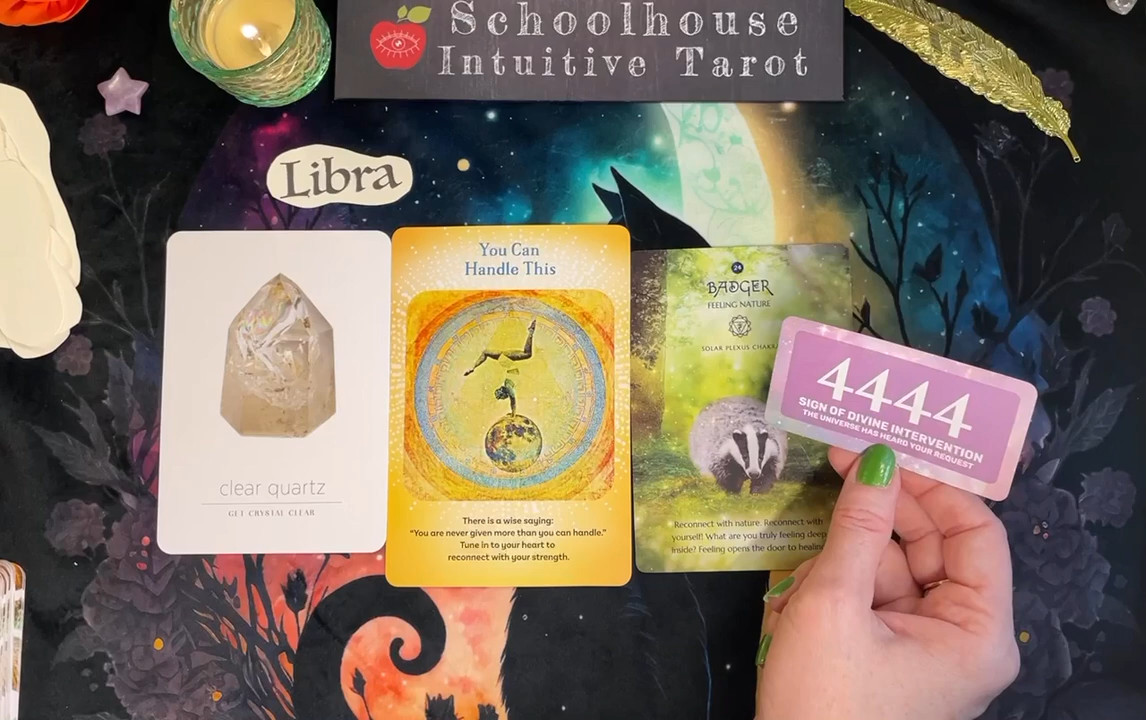 Schoolhouse
Intuitive Tarot
Libra
clear quartz
GET CRYSTAL CLEAR
You Can
Handle This
There is a wise saying:
"You are never given more than you can handle."
Tune in to your heart to
reconnect with your strength.
24
BADGER
FEELING NATURE
SOLAR PLEXUS CHAKRA
Reconnect with nature. Reconnect with
yourself! What are you truly feeling deep
inside? Feeling opens the door to healing
4444
SIGN OF DIVINE INTERVENTION
THE UNIVERSE HAS HEARD YOUR REQUEST